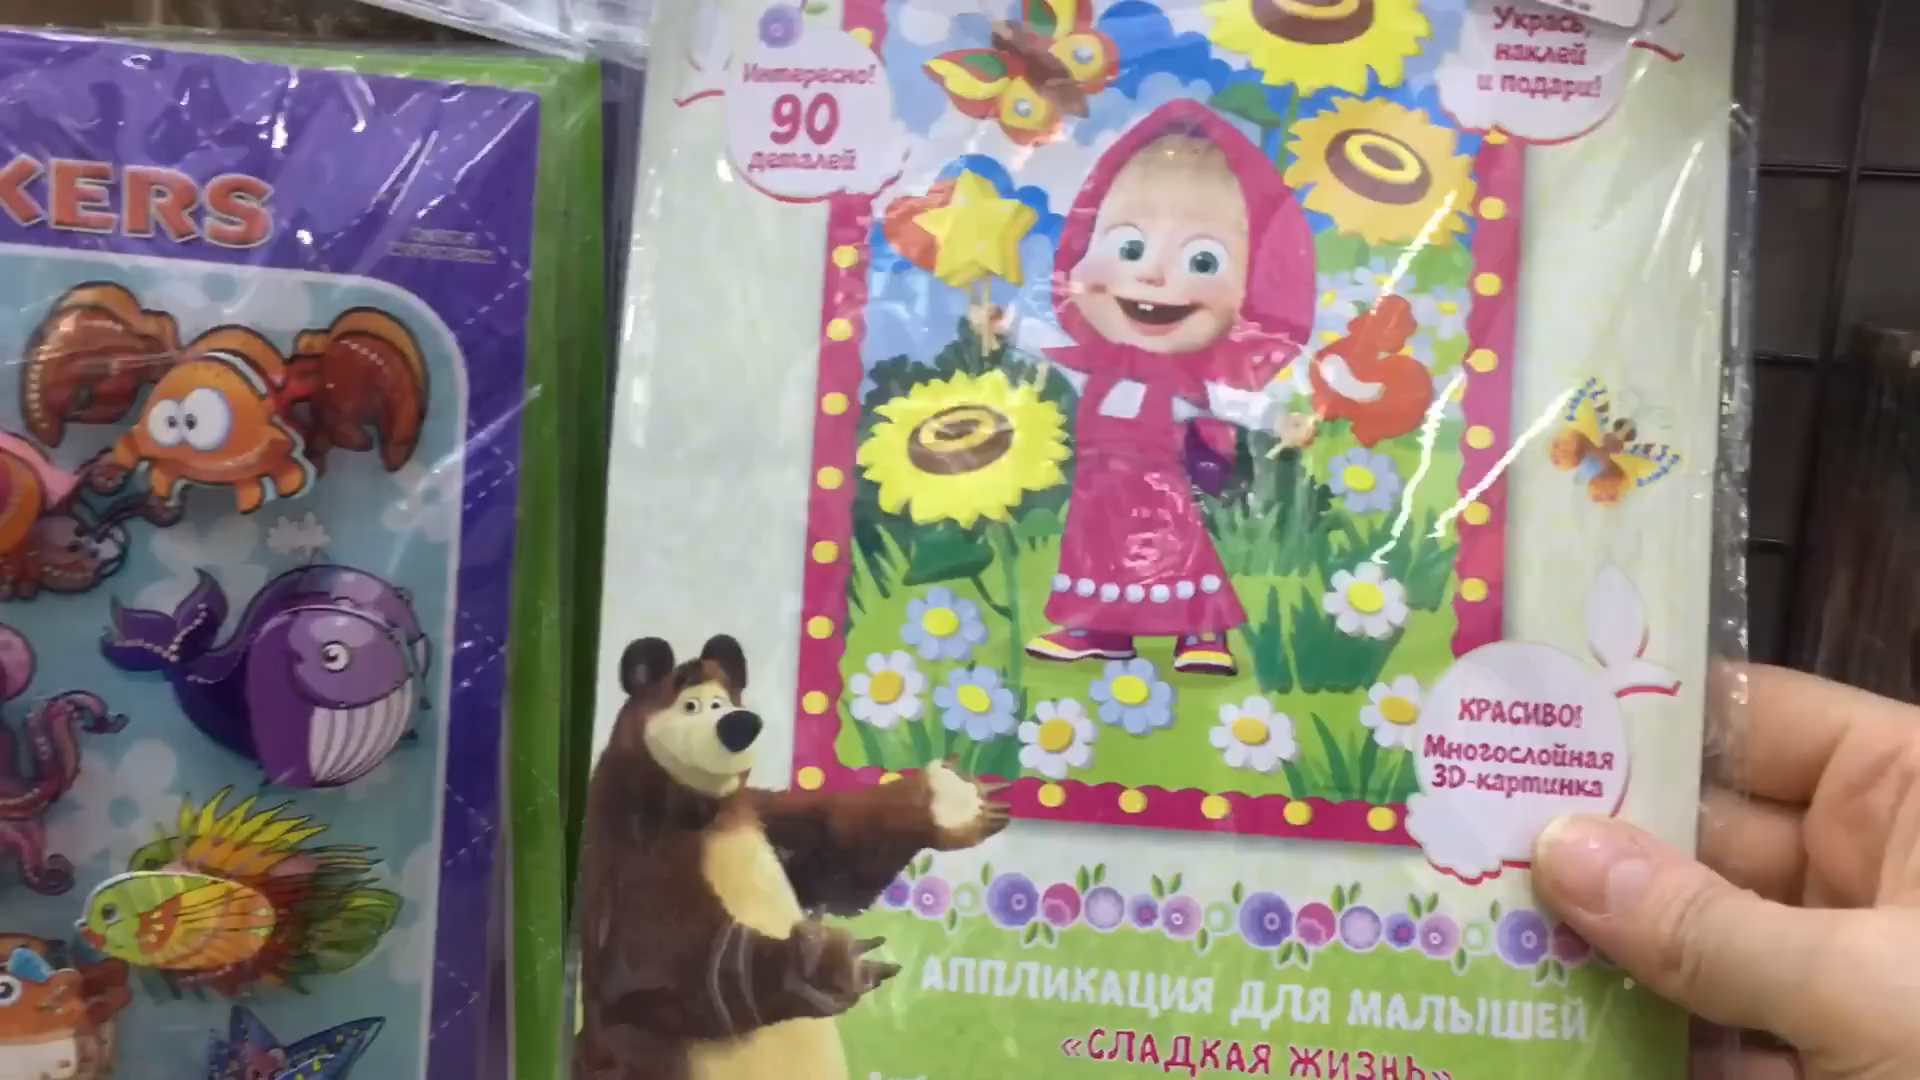 KERS
Интересно!
90
деталей
Укрась,
наклей
и подари!
КРАСИВО!
Многослойная
3D-картинка
АППЛИКАЦИЯ ДЛЯ МАЛЫШЕЙ
«СЛАДКАЯ ЖИЗНЬ»